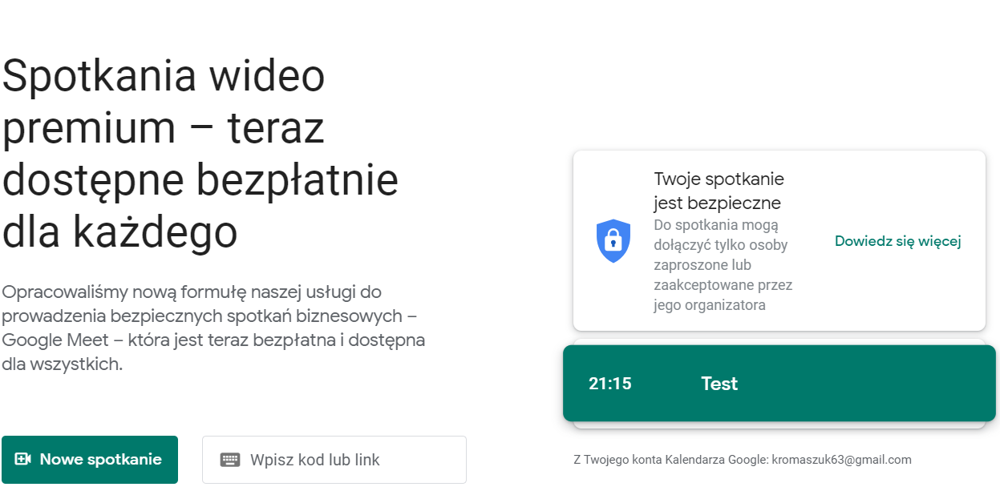 Spotkania wideo
premium – teraz
dostępne bezpłatnie
dla każdego
Opracowaliśmy nową formułę naszej usługi do
prowadzenia bezpiecznych spotkań biznesowych –
Google Meet – która jest teraz bezpłatna i dostępna
dla wszystkich.
Nowe spotkanie
Wpisz kod lub link
Twoje spotkanie
jest bezpieczne
Do spotkania mogą
dołączyć tylko osoby
zaproszone lub
zaakceptowane przez
jego organizatora
Dowiedz się więcej
21:15 Test
Z Twojego konta Kalendarza Google: kromaszuk63@gmail.com